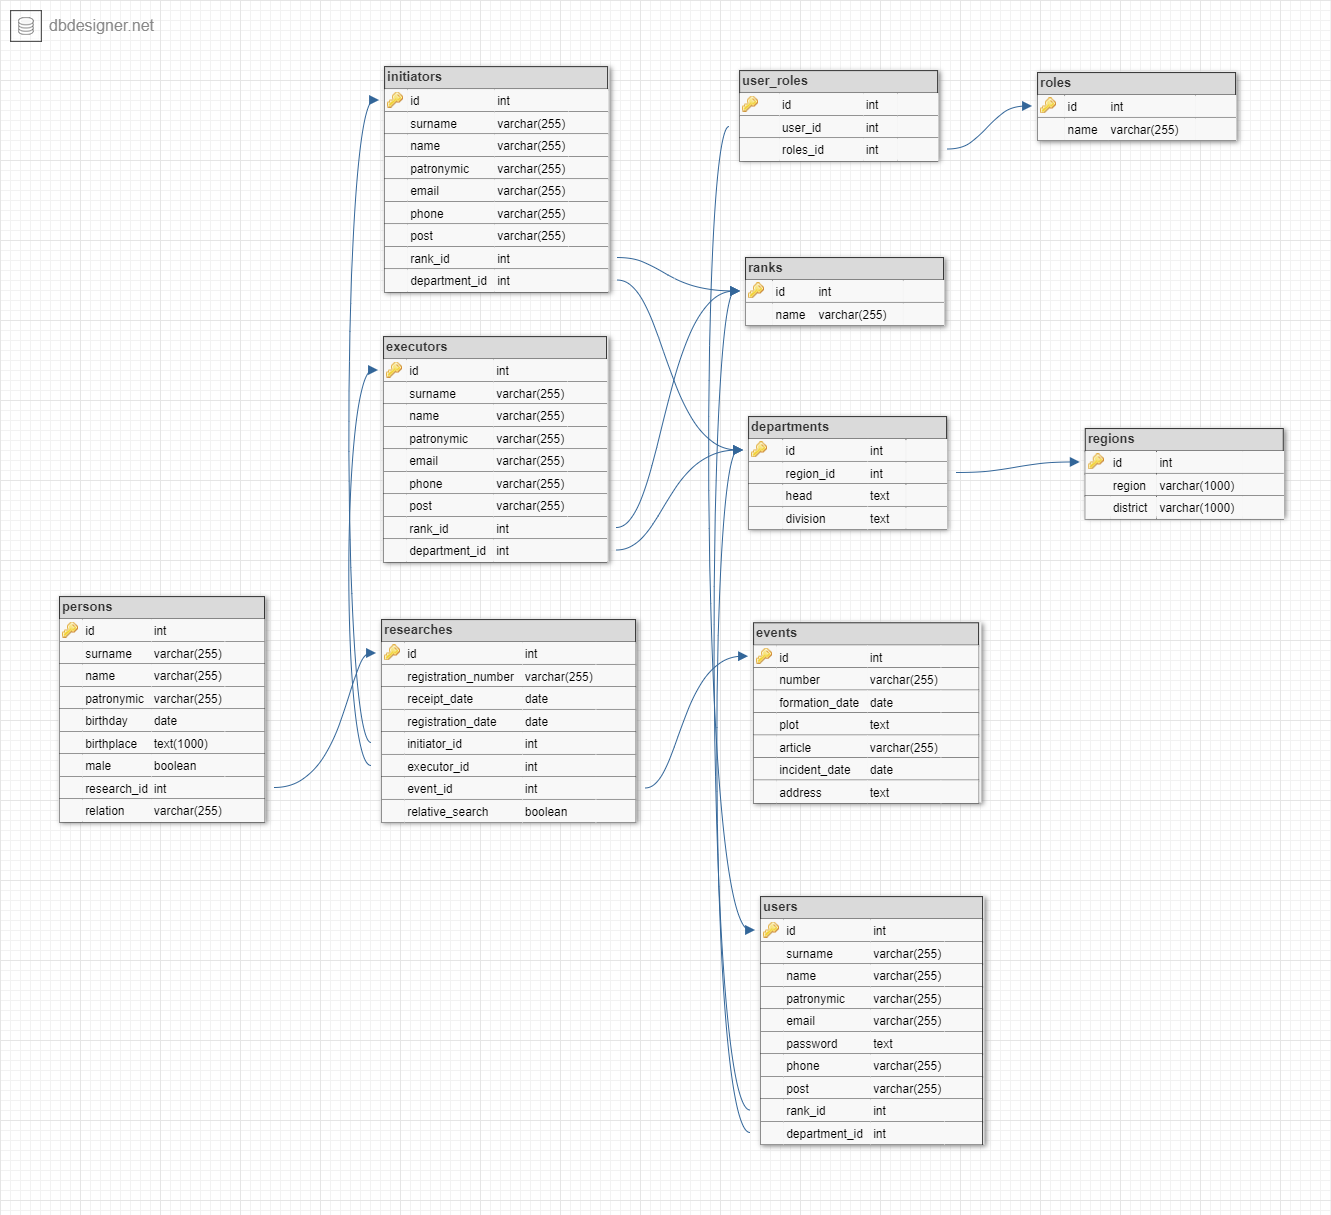 dbdesigner.net
initiators
id int
surname varchar(255)
name varchar(255)
patronymic varchar(255)
email varchar(255)
phone varchar(255)
post varchar(255)
rank_id int
department_id int
user_roles
id int
user_id int
roles_id int
roles
id int
name varchar(255)
ranks
id int
name varchar(255)
executors
id int
surname varchar(255)
name varchar(255)
patronymic varchar(255)
email varchar(255)
phone varchar(255)
post varchar(255)
rank_id int
department_id int
departments
id int
region_id int
head text
division text
regions
id int
region varchar(1000)
district varchar(1000)
persons
id int
surname varchar(255)
name varchar(255)
patronymic varchar(255)
birthday date
birthplace text(1000)
male boolean
research_id int
relation varchar(255)
researches
id int
registration_number varchar(255)
receipt_date date
registration_date date
initiator_id int
executor_id int
event_id int
relative_search boolean
events
id int
number varchar(255)
formation_date date
plot text
article varchar(255)
incident_date date
address text
users
id int
surname varchar(255)
name varchar(255)
patronymic varchar(255)
email varchar(255)
password text
phone varchar(255)
post varchar(255)
rank_id int
department_id int